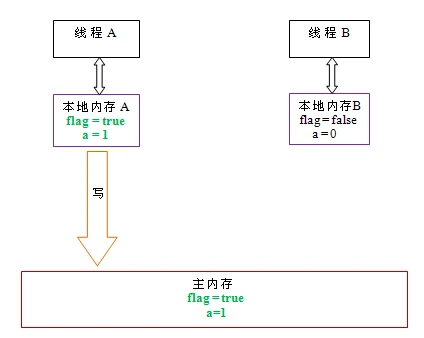 线程 A
线程 B
本地内存 A
flag = true
a = 1
本地内存B
flag = false
a = 0
写
主内存
flag = true
a=1